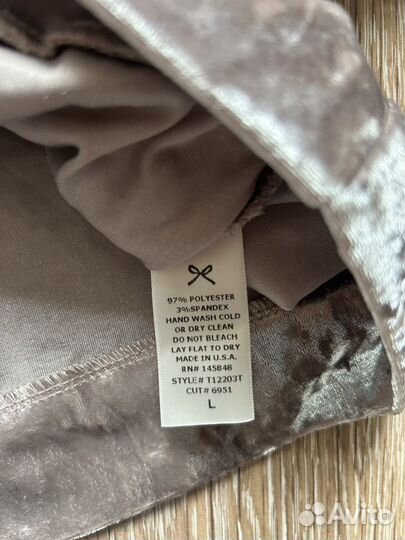 97% POLYESTER
3%SPANDEX
HAND WASH COLD
OR DRY CLEAN
DO NOT BLEACH
LAY FLAT TO DRY
MADE IN U.S.A.
RN# 145848
STYLE# T12203T
CUT# 6951
L
Avito